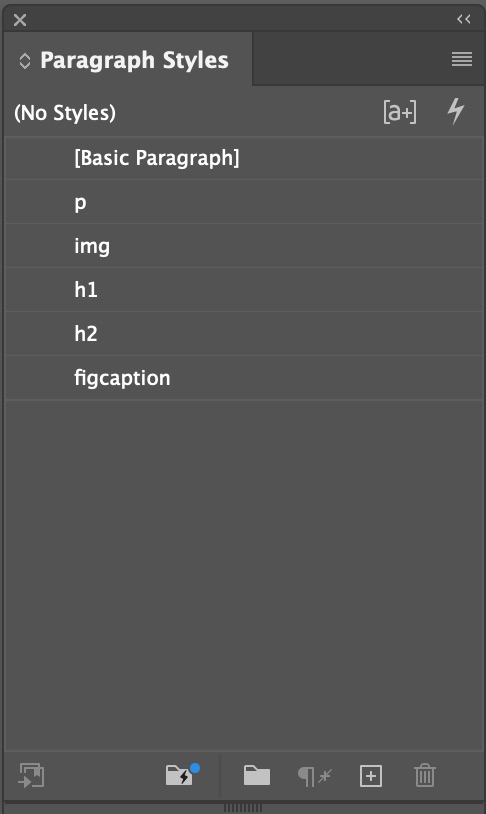 Paragraph Styles
(No Styles)
[a+]
[Basic Paragraph]
p
img
h1
h2
figcaption